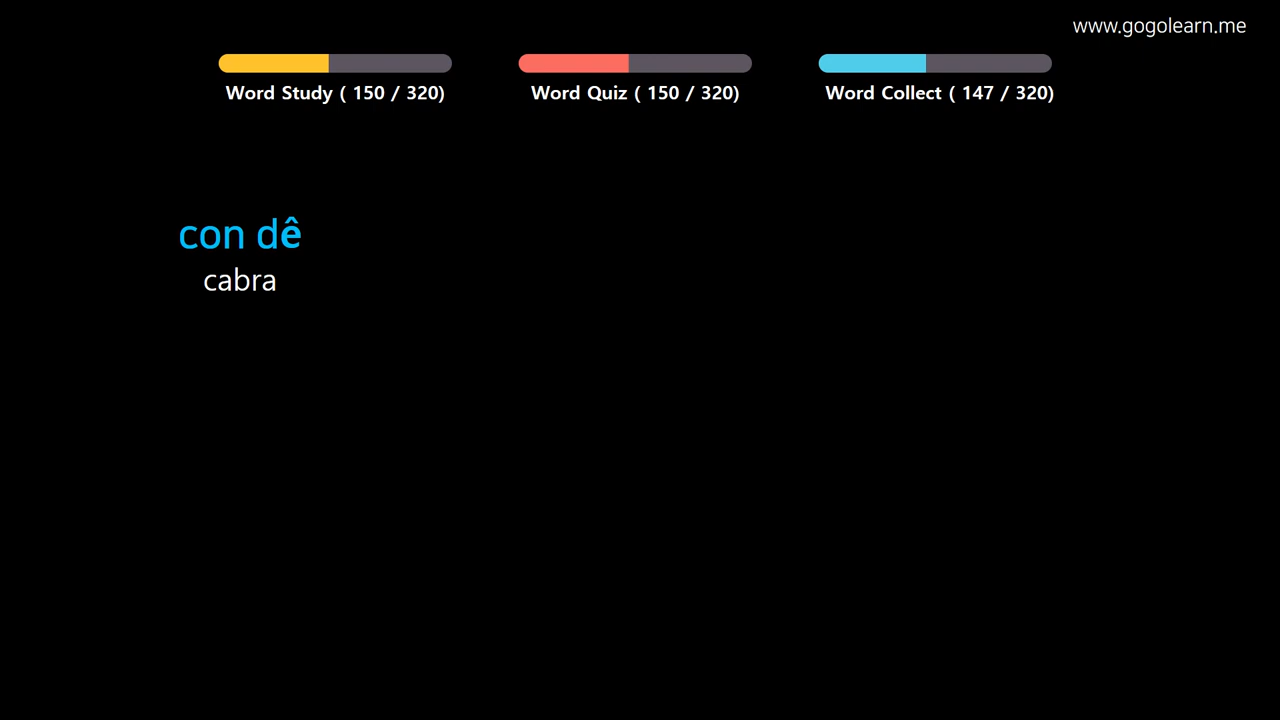 www.gogolearn.me
Word Study ( 150 / 320)
Word Quiz ( 150 / 320)
Word Collect ( 147 / 320)
con dê
cabra